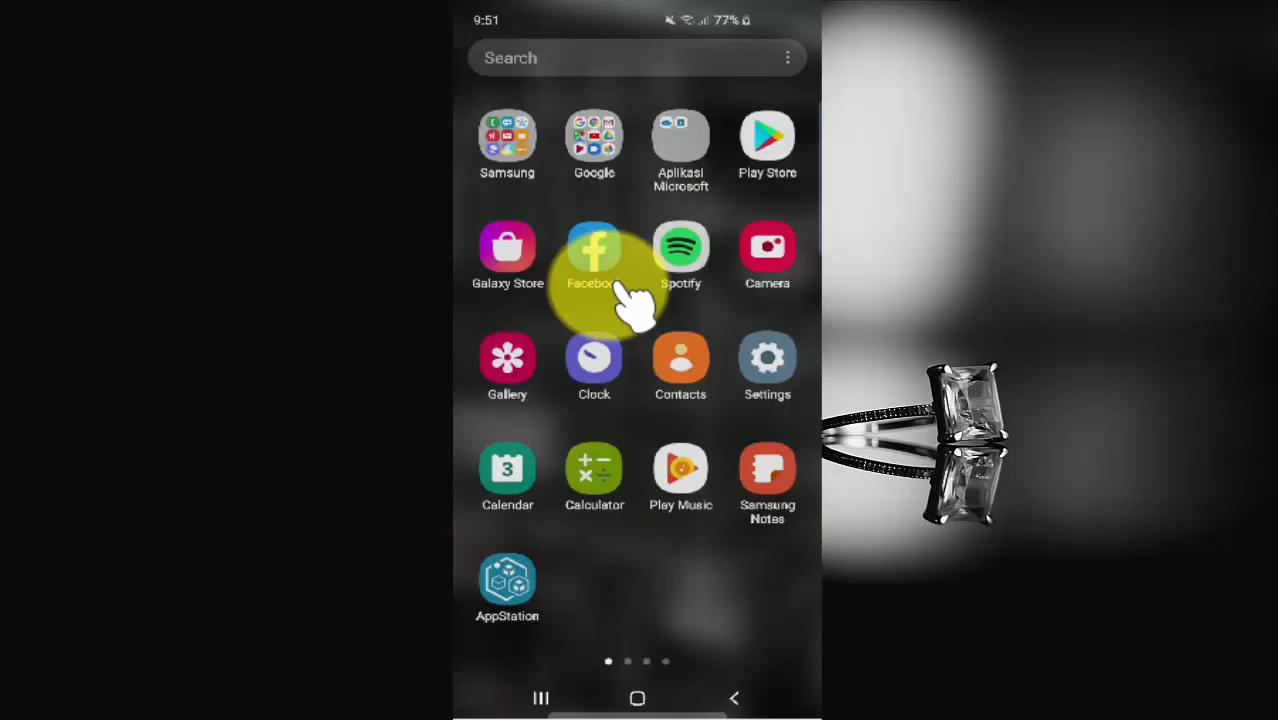 9:51 77%
Search
Samsung Google Aplikasi Microsoft Play Store
Galaxy Store Facebook Spotify Camera
Gallery Clock Contacts Settings
3
Calendar Calculator Play Music Samsung Notes
AppStation